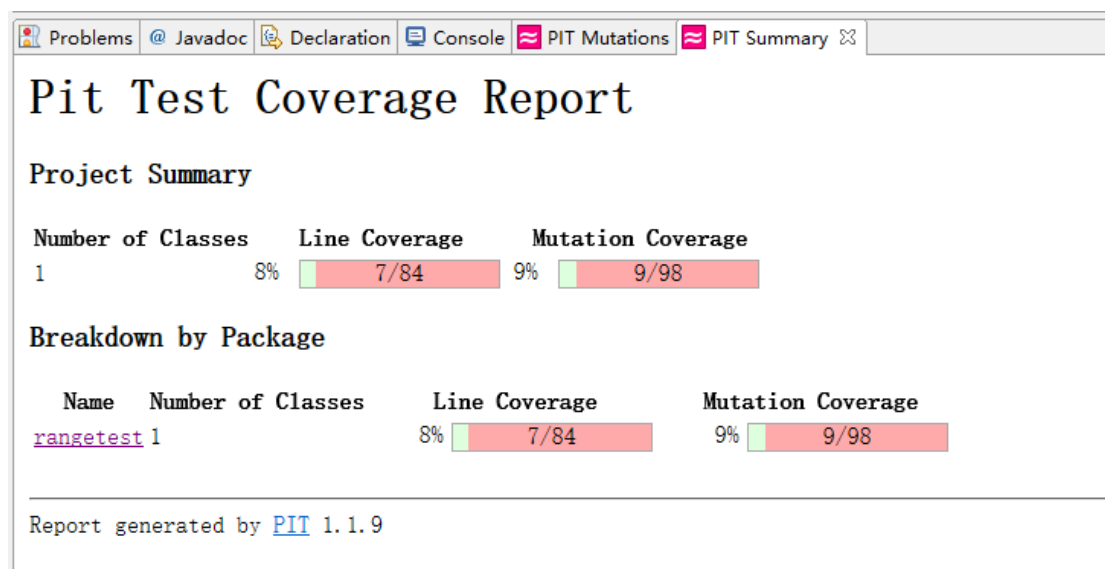 Problems @ Javadoc Declaration Console PIT Mutations PIT Summary
Pit Test Coverage Report
Project Summary
Number of Classes Line Coverage Mutation Coverage
1 8% 7/84 9% 9/98
Breakdown by Package
Name Number of Classes Line Coverage Mutation Coverage
rangetest 1 8% 7/84 9% 9/98
Report generated by PIT 1.1.9